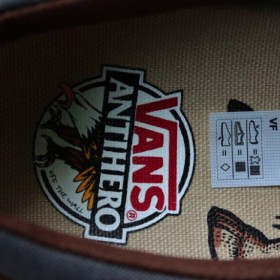 VANS
ANTIHERO
OFF THE WALL
®
VF